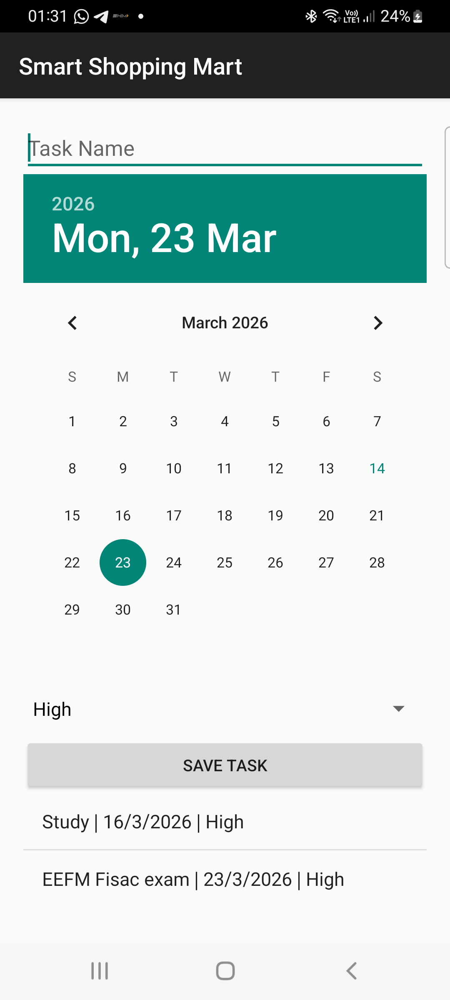 01:31 BHIM Vo)) LTE1 24%
Smart Shopping Mart
Task Name
2026
Mon, 23 Mar
March 2026
S M T W T F S
1 2 3 4 5 6 7
8 9 10 11 12 13 14
15 16 17 18 19 20 21
22 23 24 25 26 27 28
29 30 31
High
SAVE TASK
Study | 16/3/2026 | High
EEFM Fisac exam | 23/3/2026 | High